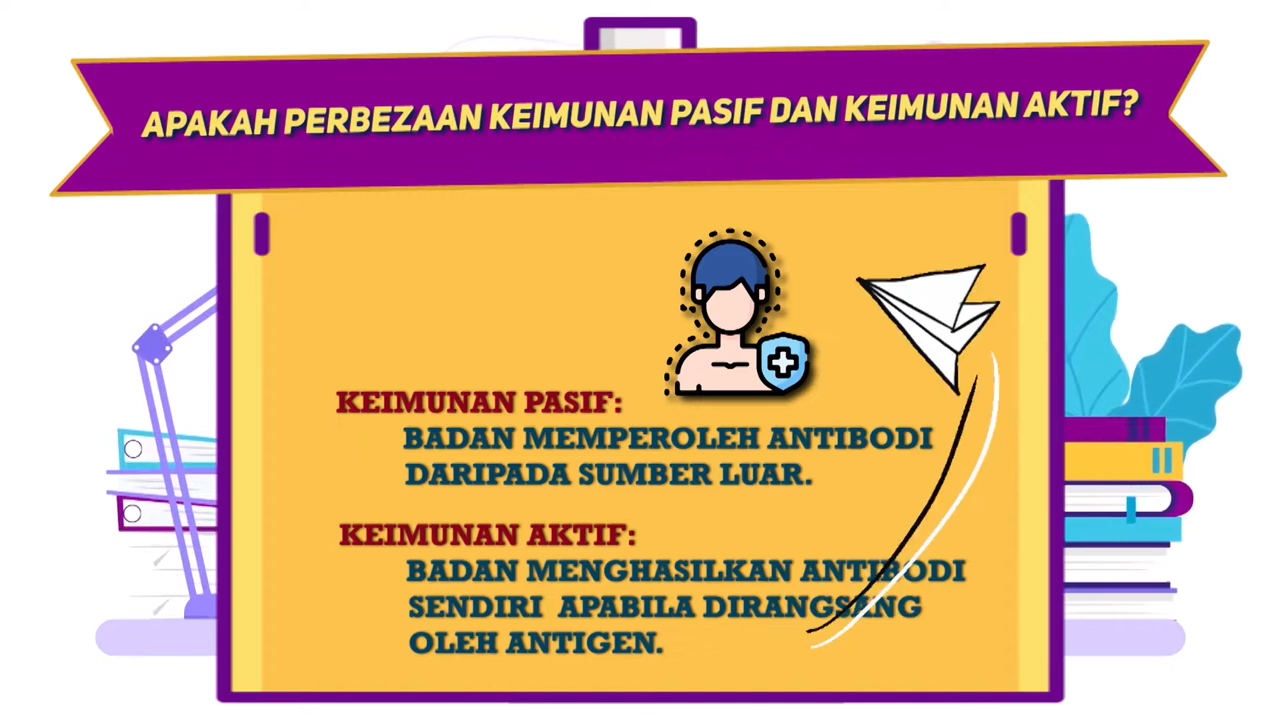 APAKAH PERBEZAAN KEIMUNAN PASIF DAN KEIMUNAN AKTIF?
KEIMUNAN PASIF:
BADAN MEMPEROLEH ANTIBODI
DARIPADA SUMBER LUAR.
KEIMUNAN AKTIF:
BADAN MENGHASILKAN ANTIBODI
SENDIRI APABILA DIRANGSANG
OLEH ANTIGEN.